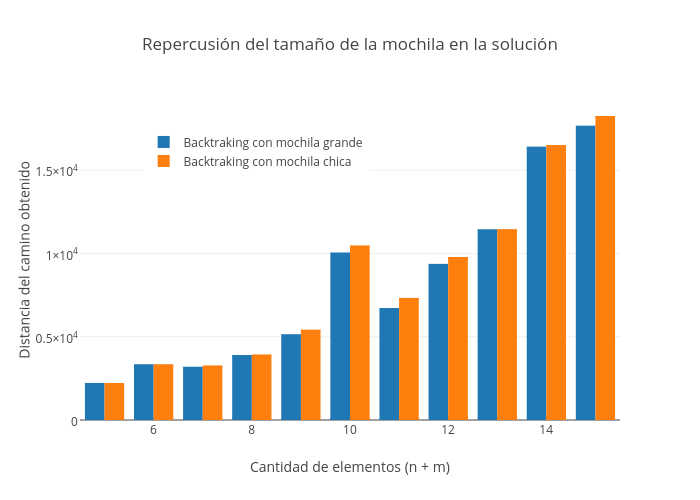 Repercusión del tamaño de la mochila en la solución
Backtraking con mochila grande
Backtraking con mochila chica
Distancia del camino obtenido
1.5×10⁴
1×10⁴
0.5×10⁴
0
6 8 10 12 14
Cantidad de elementos (n + m)